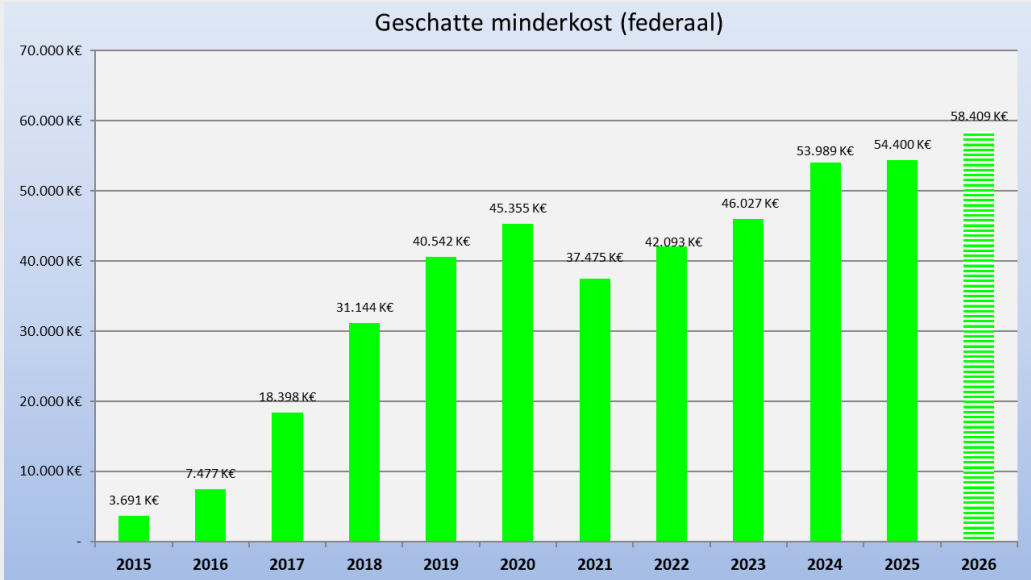 Geschatte minderkost (federaal)
70.000 K€
60.000 K€
50.000 K€
40.000 K€
30.000 K€
20.000 K€
10.000 K€
-
3.691 K€
7.477 K€
18.398 K€
31.144 K€
40.542 K€
45.355 K€
37.475 K€
42.093 K€
46.027 K€
53.989 K€
54.400 K€
58.409 K€
2015 2016 2017 2018 2019 2020 2021 2022 2023 2024 2025 2026